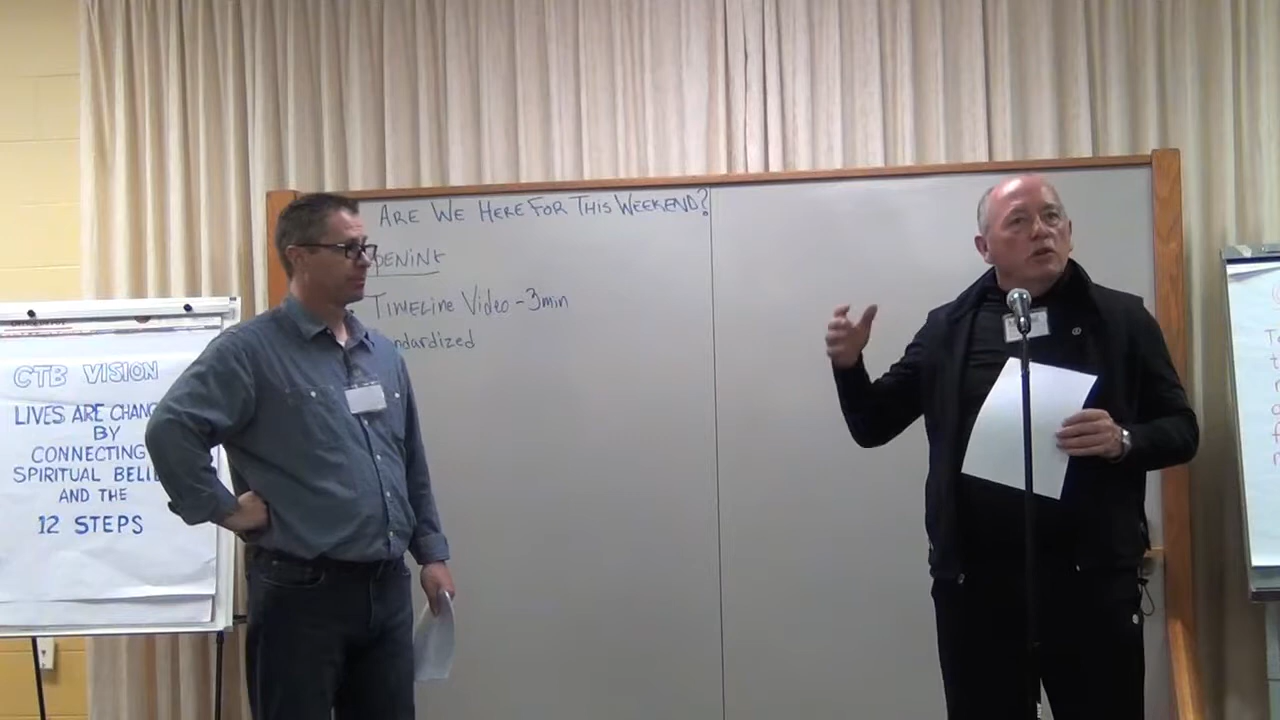 CTB VISION
LIVES ARE CHANG
BY
CONNECTING
SPIRITUAL BELI
AND THE
12 STEPS
ARE WE HERE FOR THIS WEEKEND?
PENING
TIMELINE VIDEO - 3min
ndardized